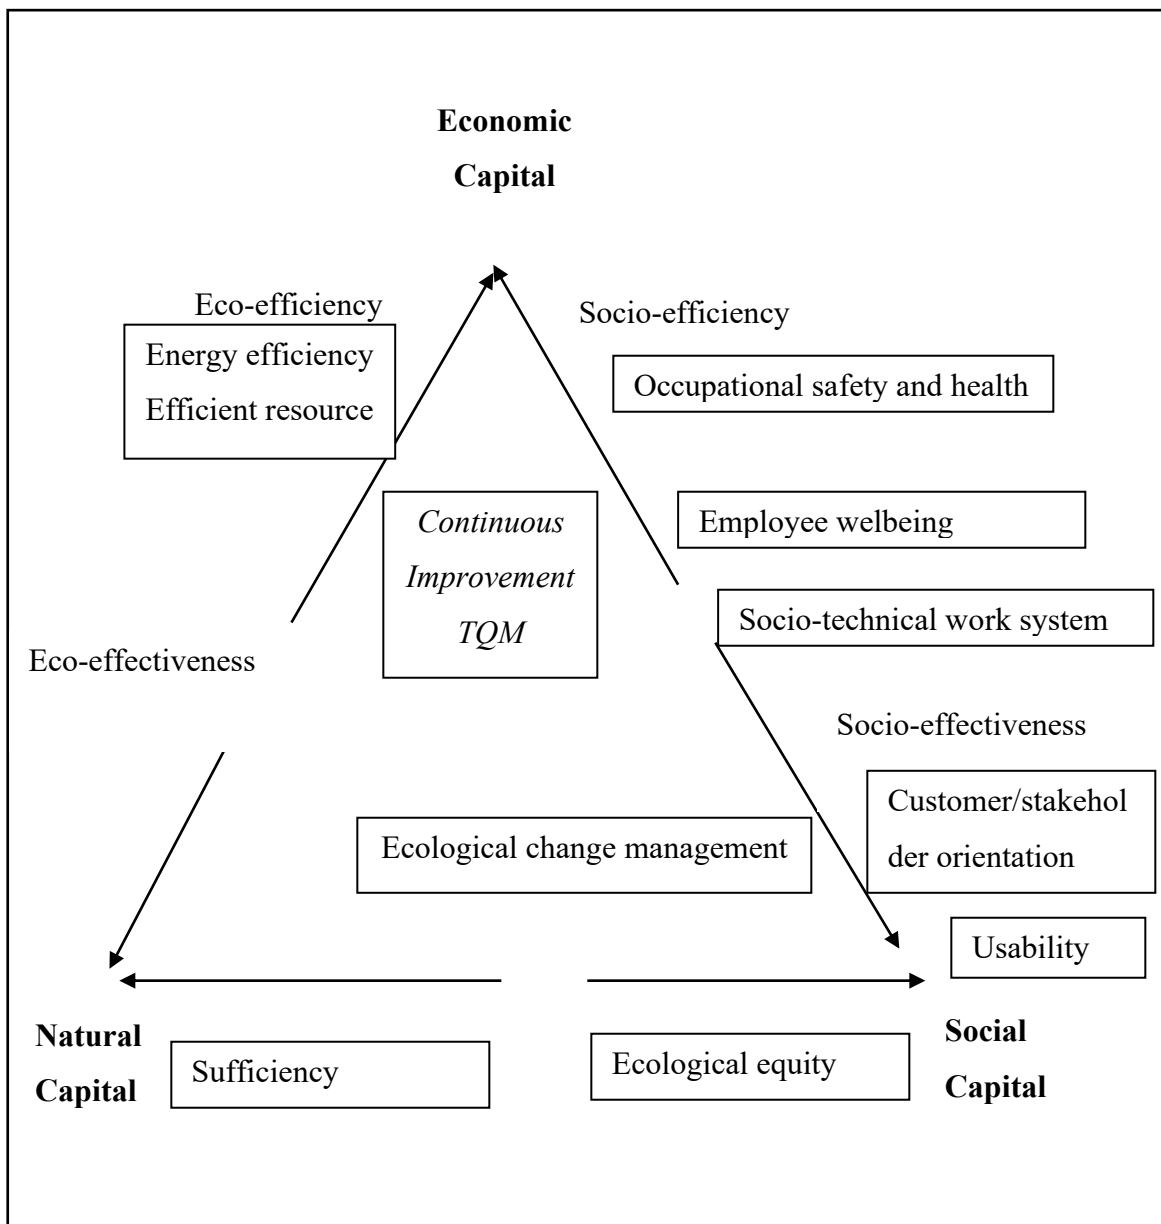 Economic
Capital
Eco-efficiency
Socio-efficiency
Energy efficiency
Efficient resource
Occupational safety and health
Continuous
Improvement
TQM
Employee welbeing
Socio-technical work system
Eco-effectiveness
Socio-effectiveness
Customer/stakehol
der orientation
Ecological change management
Usability
Natural
Capital
Sufficiency
Ecological equity
Social
Capital